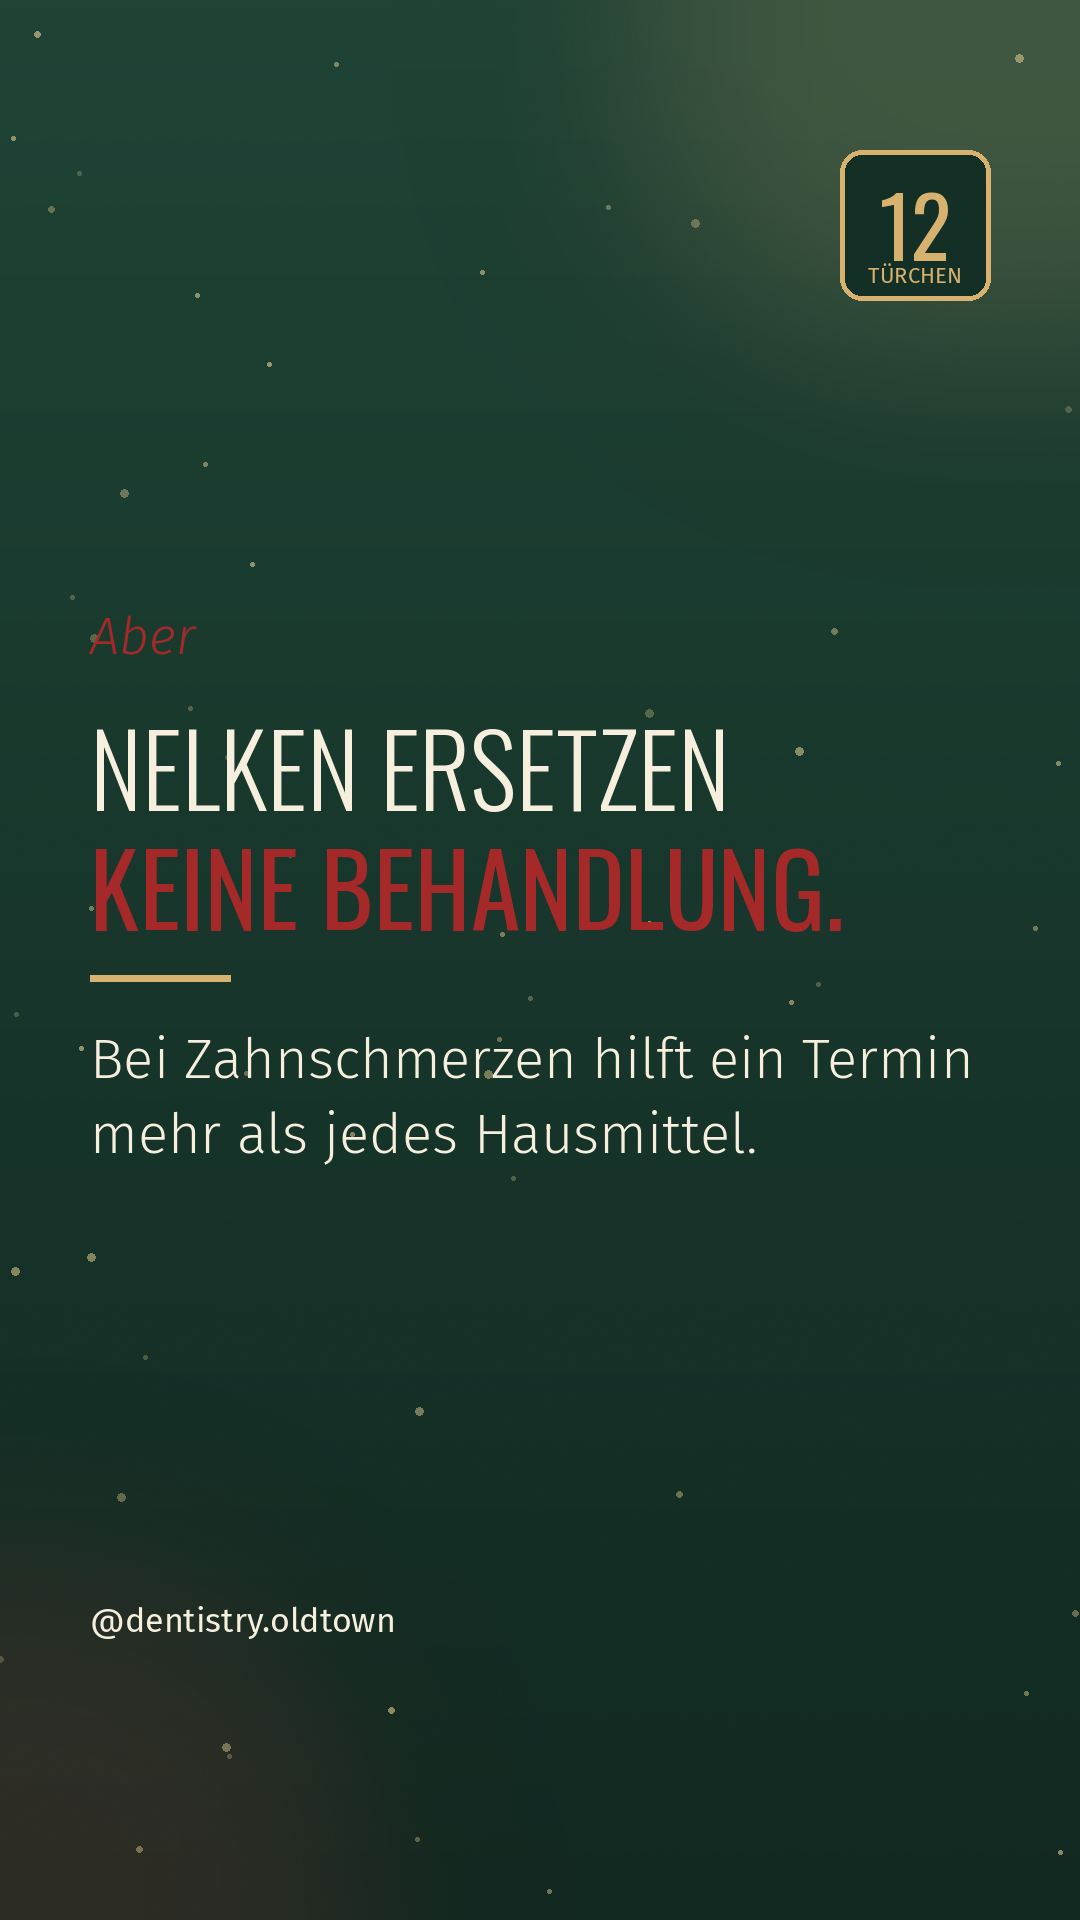 12
TÜRCHEN
Aber
NELKEN ERSETZEN
KEINE BEHANDLUNG.
Bei Zahnschmerzen hilft ein Termin
mehr als jedes Hausmittel.
@dentistry.oldtown